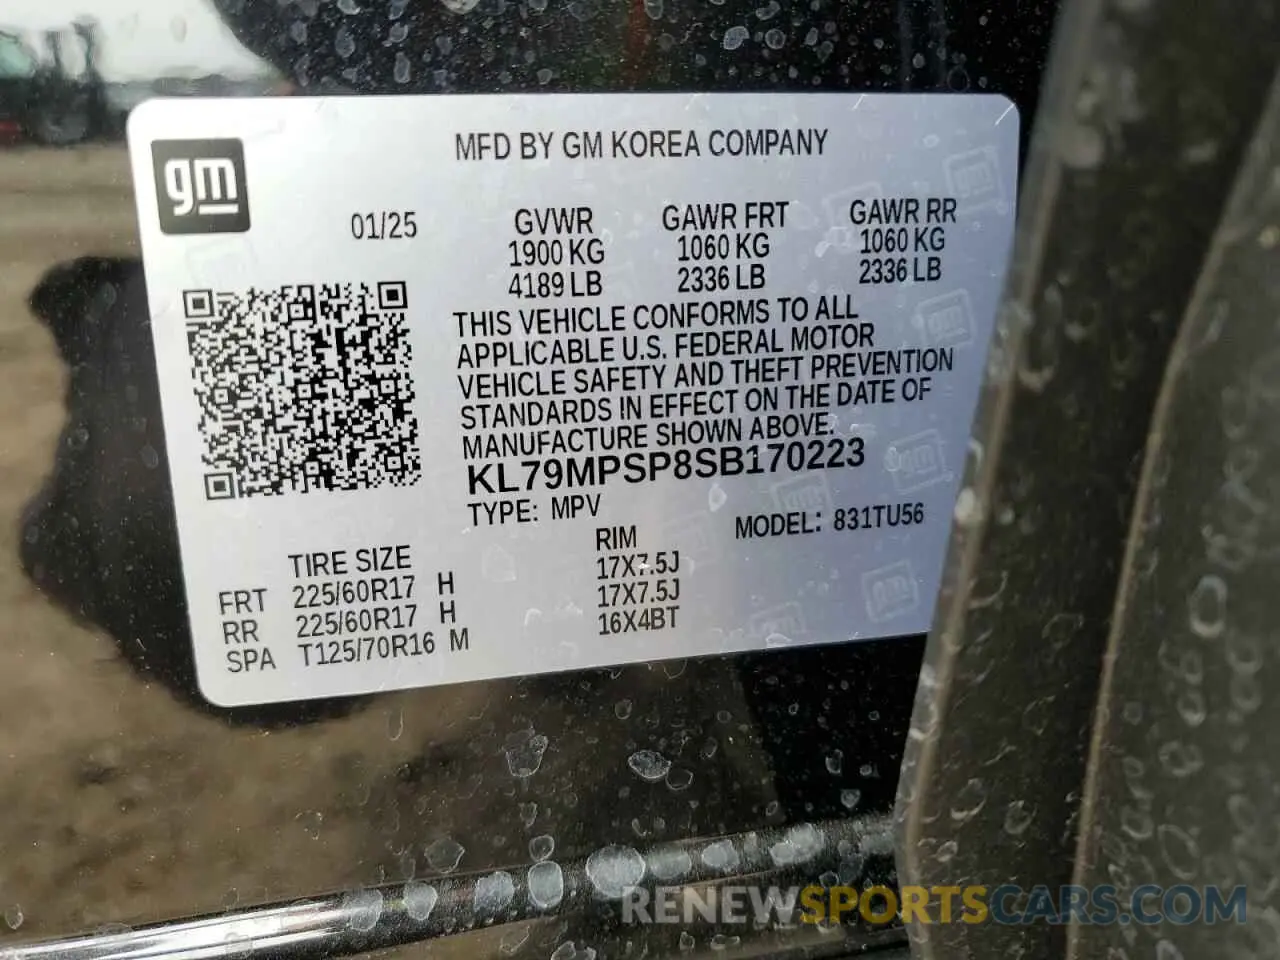 MFD BY GM KOREA COMPANY
gm
01/25
GVWR GAWR FRT GAWR RR
1900 KG 1060 KG 1060 KG
4189 LB 2336 LB 2336 LB
THIS VEHICLE CONFORMS TO ALL
APPLICABLE U.S. FEDERAL MOTOR
VEHICLE SAFETY AND THEFT PREVENTION
STANDARDS IN EFFECT ON THE DATE OF
MANUFACTURE SHOWN ABOVE.
KL79MPSP8SB170223
TYPE: MPV MODEL: 831TU56
TIRE SIZE RIM
FRT 225/60R17 H 17X7.5J
RR 225/60R17 H 17X7.5J
SPA T125/70R16 M 16X4BT
RENEWSPORTSCARS.COM